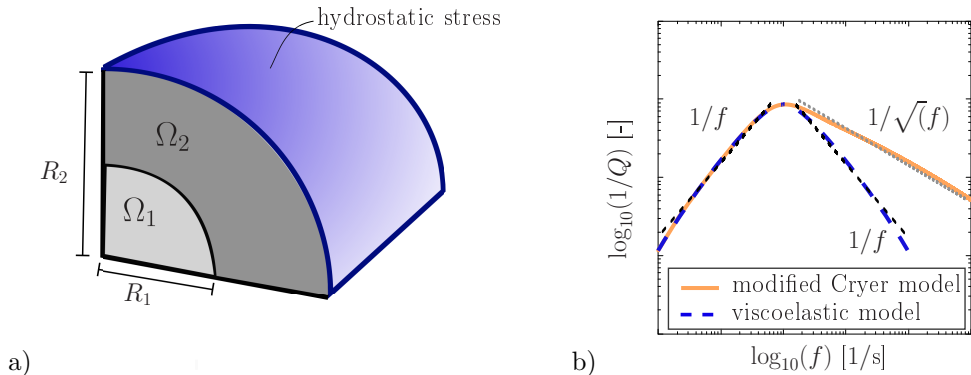 hydrostatic stress
Ω₂
R₂
Ω₁
R₁
a)
log₁₀(1/Q) [-]
1/f
1/√(f)
1/f
modified Cryer model
viscoelastic model
log₁₀(f) [1/s]
b)